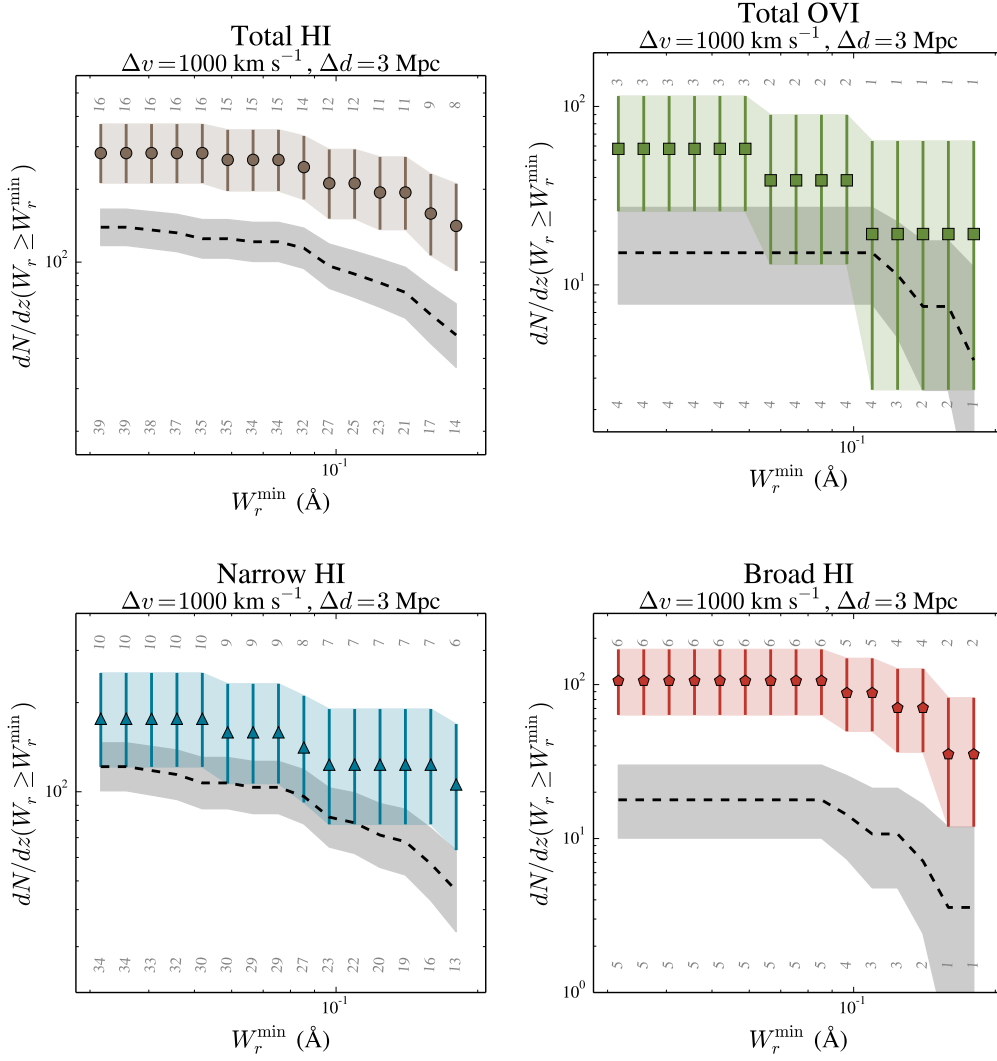 Total HI
Δv=1000 km s⁻¹, Δd=3 Mpc
16 16 16 16 16 15 15 15 14 12 12 11 11 9 8
dN/dz(W_r ≥W_r^min)
10²
39 39 38 37 35 35 34 34 32 27 25 23 21 17 14
10⁻¹
W_r^min (Å)
Total OVI
Δv=1000 km s⁻¹, Δd=3 Mpc
3 3 3 3 3 3 2 2 2 2 1 1 1 1 1
10²
dN/dz(W_r ≥W_r^min)
10¹
4 4 4 4 4 4 4 4 4 4 4 3 2 2 1
10⁻¹
W_r^min (Å)
Narrow HI
Δv=1000 km s⁻¹, Δd=3 Mpc
10 10 10 10 10 9 9 9 8 7 7 7 7 7 6
dN/dz(W_r ≥W_r^min)
10²
34 34 33 32 30 30 29 29 27 23 22 20 19 16 13
10⁻¹
W_r^min (Å)
Broad HI
Δv=1000 km s⁻¹, Δd=3 Mpc
6 6 6 6 6 6 6 6 6 5 5 4 4 2 2
10²
dN/dz(W_r ≥W_r^min)
10¹
5 5 5 5 5 5 5 5 5 4 3 3 2 1 1
10⁰
10⁻¹
W_r^min (Å)